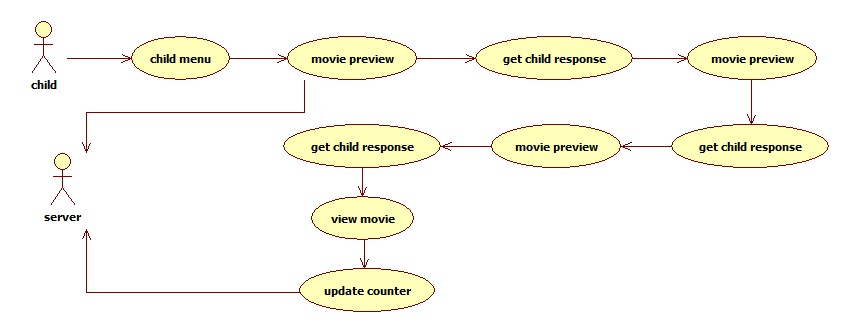 child menu
movie preview
get child response
movie preview
child
get child response
movie preview
get child response
server
view movie
update counter